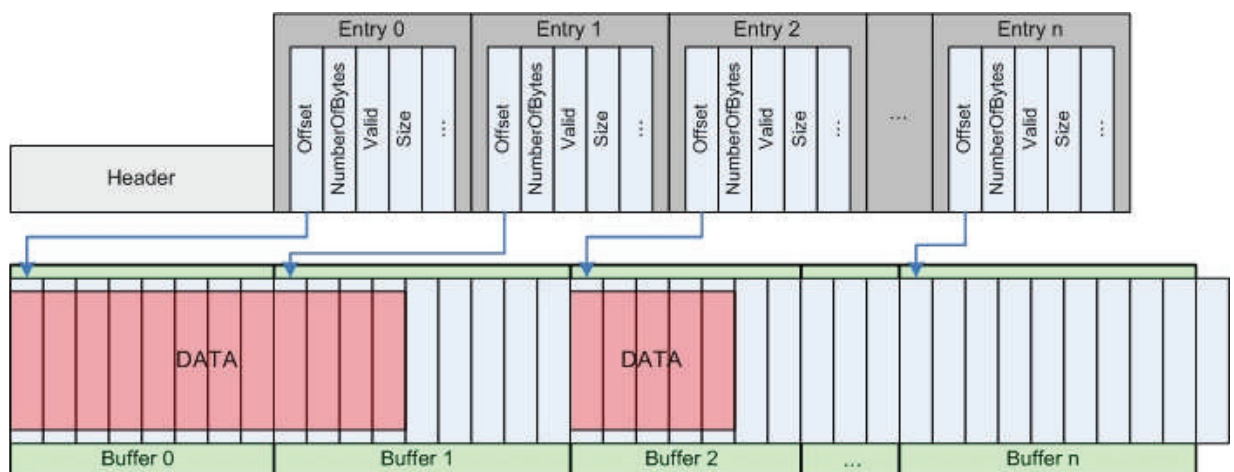 Entry 0
Entry 1
Entry 2
Entry n
Offset
NumberOfBytes
Valid
Size
...
Offset
NumberOfBytes
Valid
Size
...
Offset
NumberOfBytes
Valid
Size
...
...
Offset
NumberOfBytes
Valid
Size
...
Header
DATA
DATA
Buffer 0
Buffer 1
Buffer 2
...
Buffer n